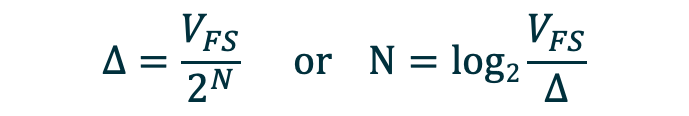 Δ = V_FS / 2^N or N = log₂ V_FS / Δ